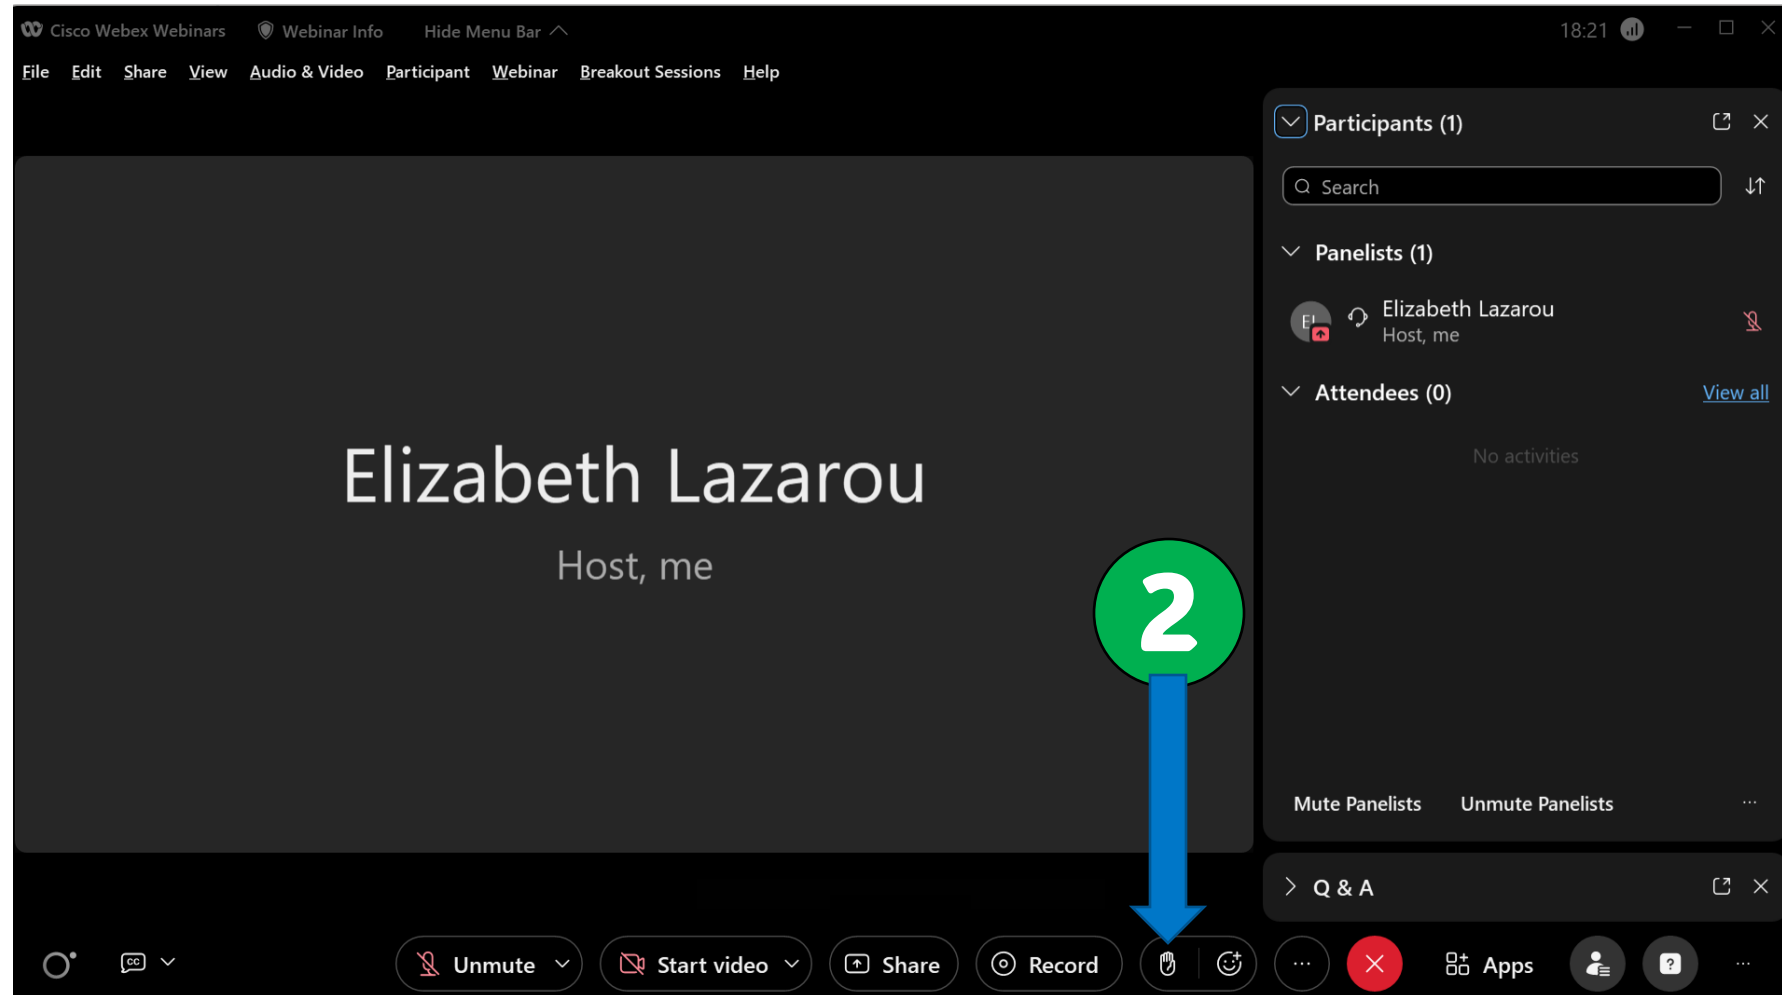 Cisco Webex Webinars Webinar Info Hide Menu Bar 18:21
File Edit Share View Audio & Video Participant Webinar Breakout Sessions Help
Participants (1)
Search
Panelists (1)
EL
Elizabeth Lazarou
Host, me
Attendees (0) View all
No activities
Elizabeth Lazarou
Host, me
2
Mute Panelists Unmute Panelists
Q & A
CC Unmute Start video Share Record Apps ?